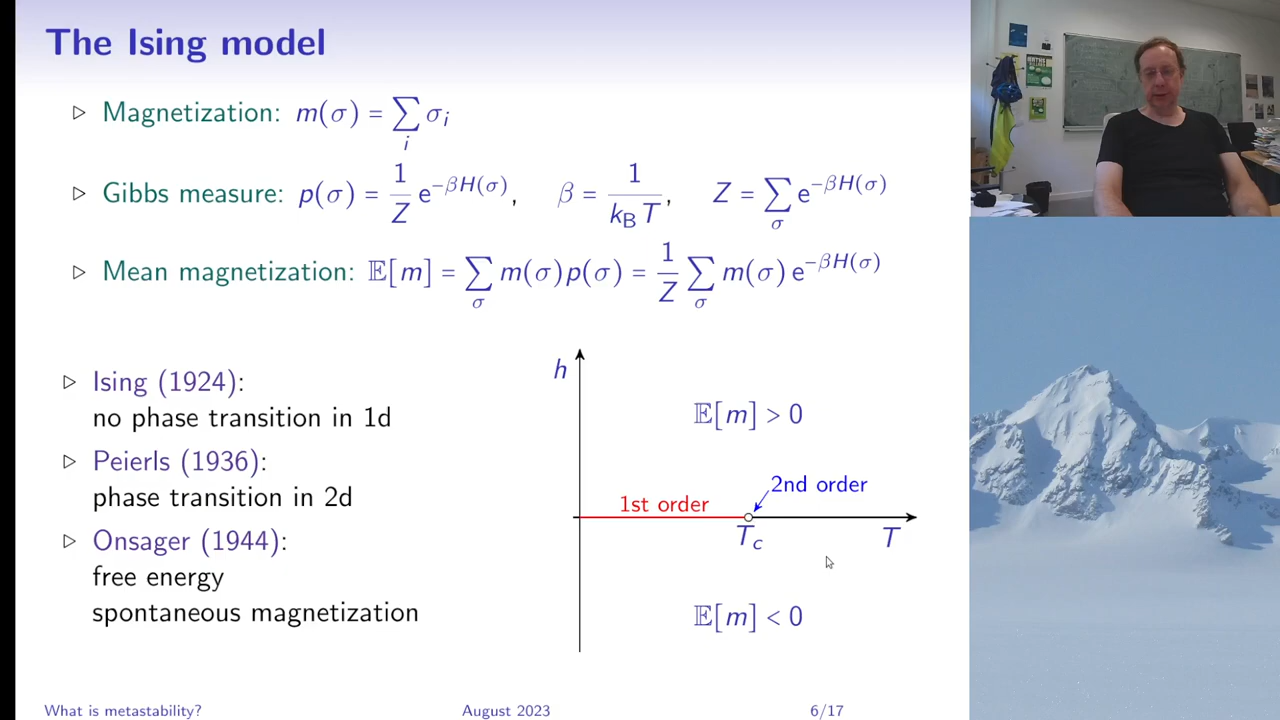 The Ising model
▷ Magnetization: m(σ) = ∑_i σ_i
▷ Gibbs measure: p(σ) = 1/Z e^{−βH(σ)}, β = 1/(k_B T), Z = ∑_σ e^{−βH(σ)}
▷ Mean magnetization: 𝔼[m] = ∑_σ m(σ)p(σ) = 1/Z ∑_σ m(σ) e^{−βH(σ)}
▷ Ising (1924):
no phase transition in 1d
▷ Peierls (1936):
phase transition in 2d
▷ Onsager (1944):
free energy
spontaneous magnetization
h
𝔼[m] > 0
2nd order
1st order
T_c
T
𝔼[m] < 0
What is metastability?
August 2023
6/17